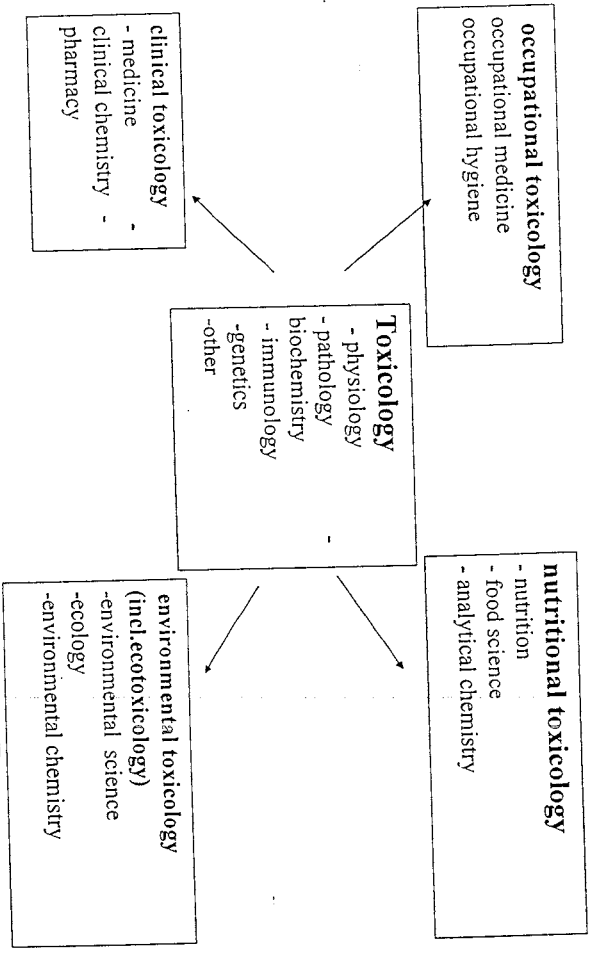 occupational toxicology
occupational medicine
occupational hygiene
nutritional toxicology
- nutrition
- food science
- analytical chemistry
Toxicology
- physiology
- pathology -
biochemistry
- immunology
-genetics
-other
clinical toxicology
- medicine -
clinical chemistry -
pharmacy
environmental toxicology
(incl.ecotoxicology)
-environmental science
-ecology
-environmental chemistry